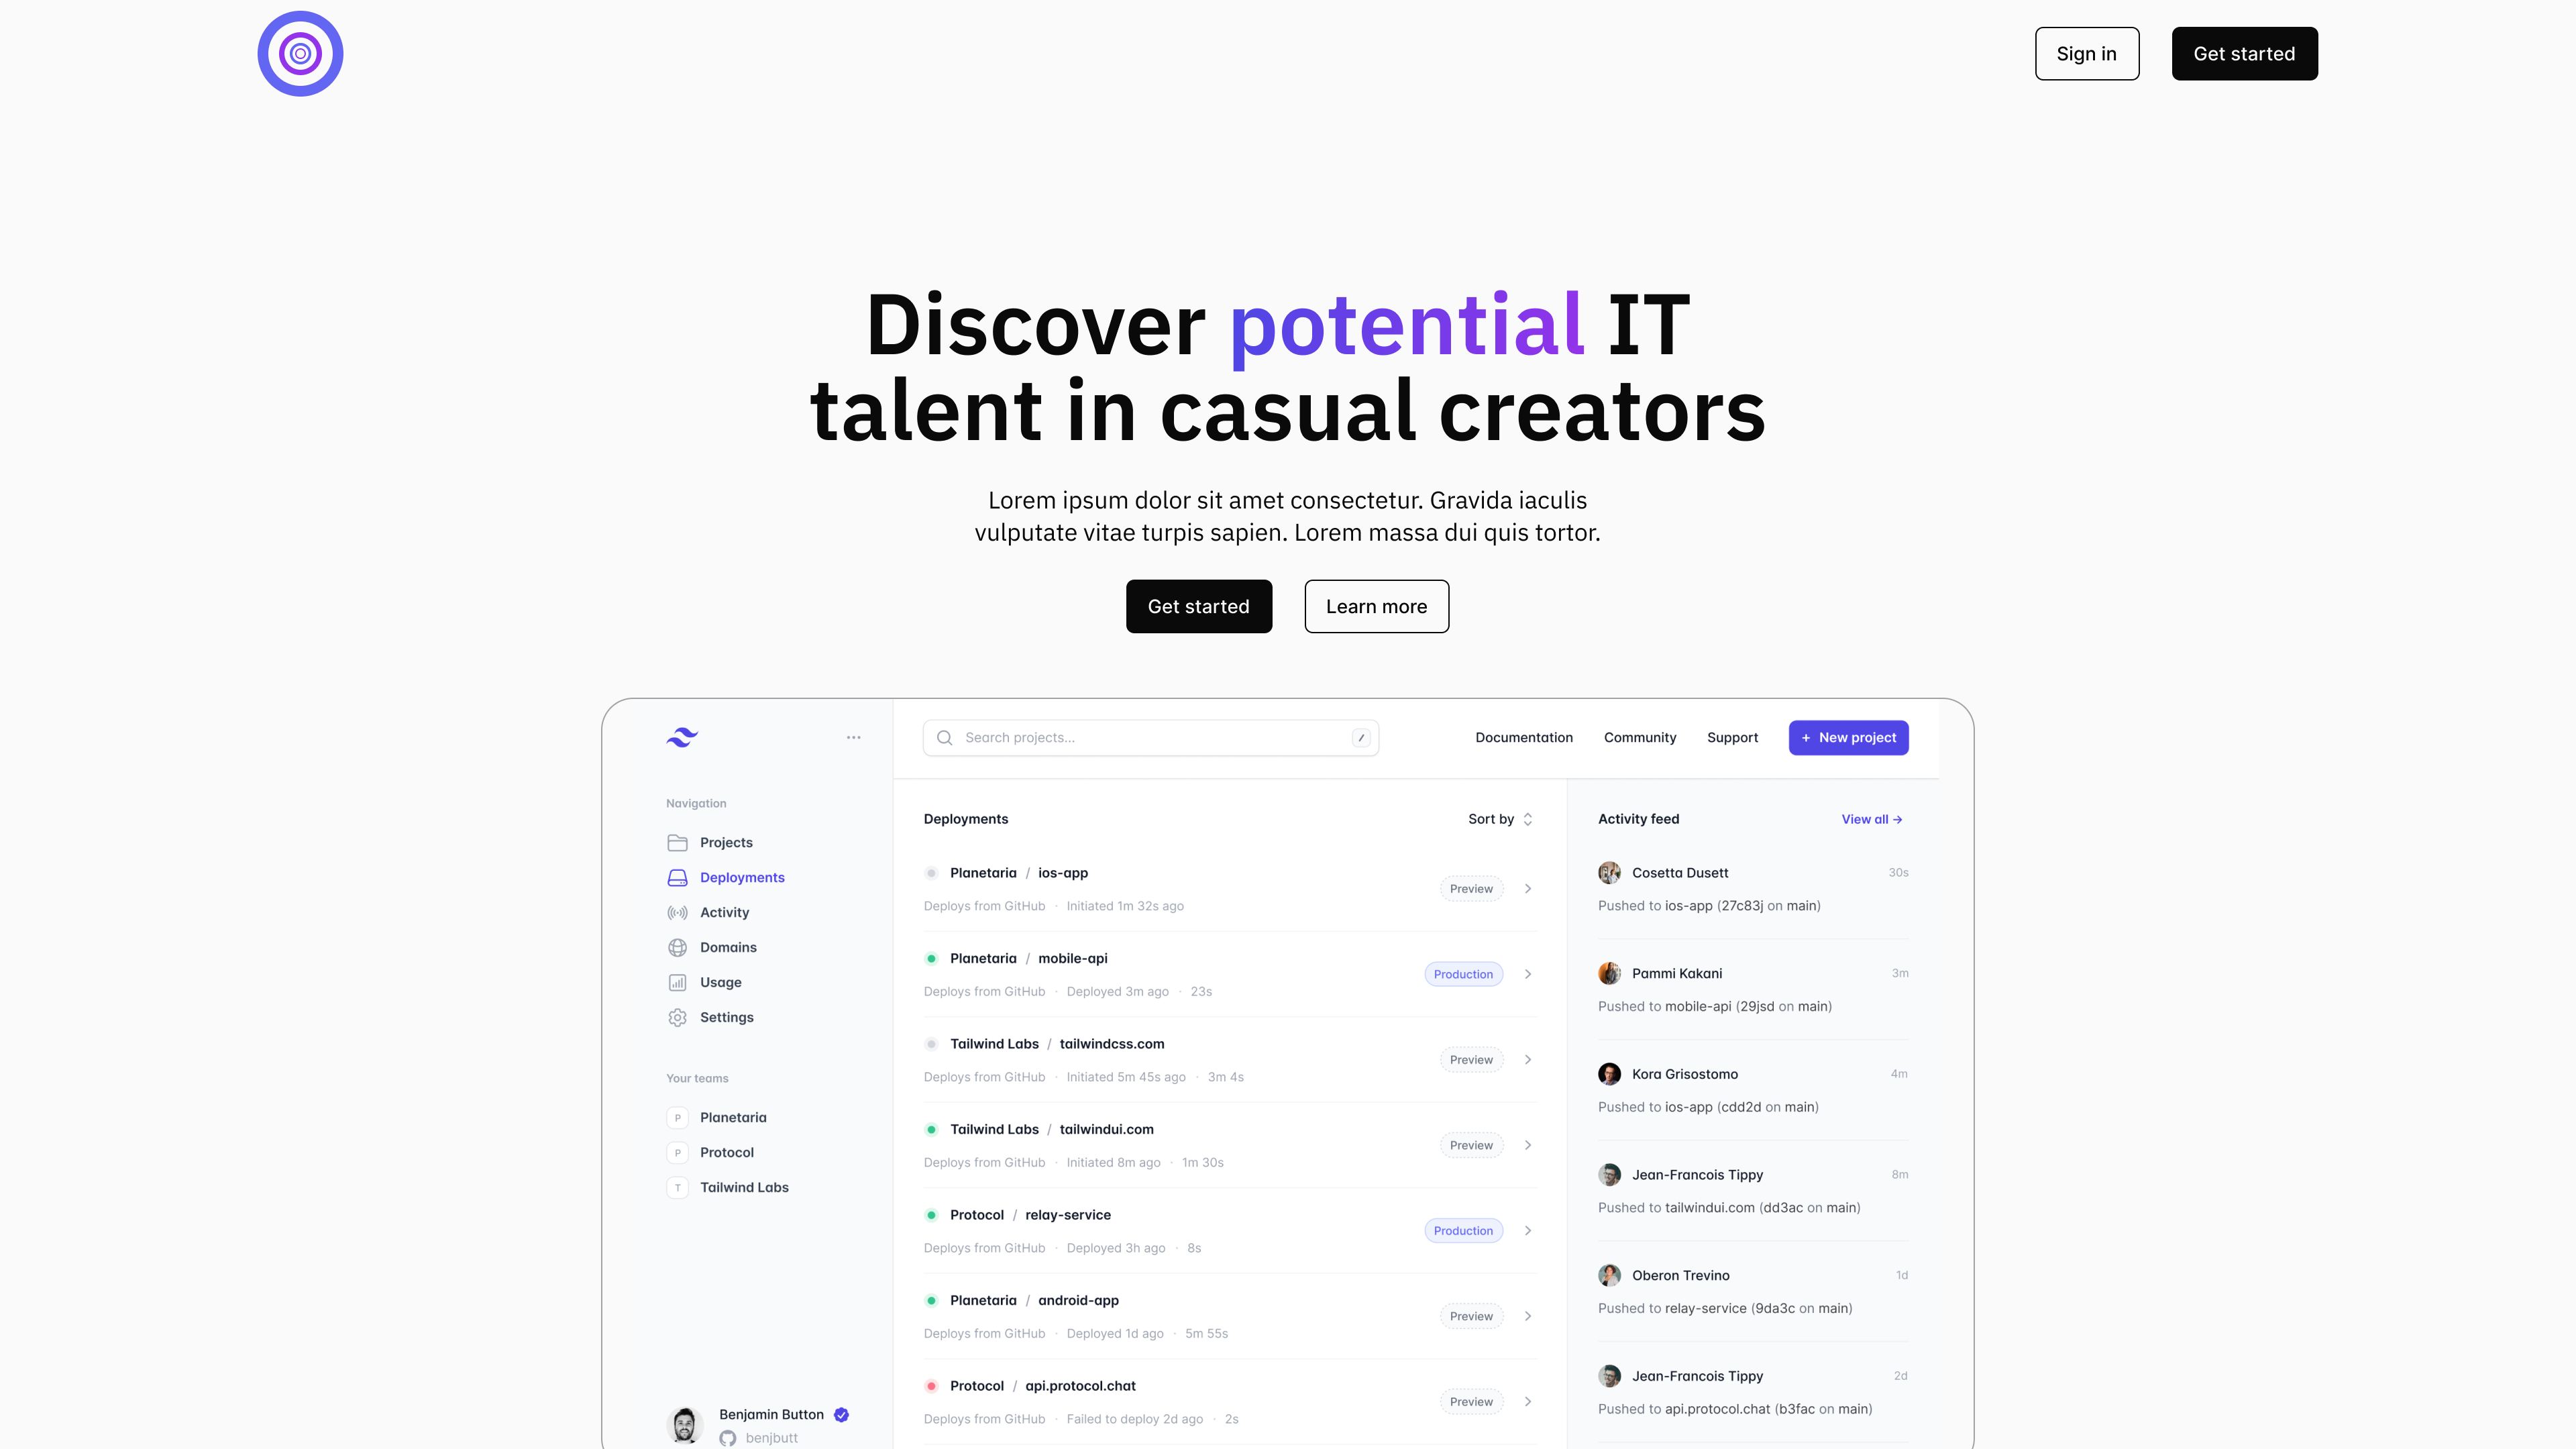 Sign in
Get started
Discover potential IT
talent in casual creators
Lorem ipsum dolor sit amet consectetur. Gravida iaculis
vulputate vitae turpis sapien. Lorem massa dui quis tortor.
Get started
Learn more
Search projects...
/
Documentation
Community
Support
+ New project
Navigation
Projects
Deployments
Activity
Domains
Usage
Settings
Your teams
P Planetaria
P Protocol
T Tailwind Labs
Benjamin Button
benjbutt
Deployments
Sort by
Planetaria / ios-app
Deploys from GitHub · Initiated 1m 32s ago
Preview
Planetaria / mobile-api
Deploys from GitHub · Deployed 3m ago · 23s
Production
Tailwind Labs / tailwindcss.com
Deploys from GitHub · Initiated 5m 45s ago · 3m 4s
Preview
Tailwind Labs / tailwindui.com
Deploys from GitHub · Initiated 8m ago · 1m 30s
Preview
Protocol / relay-service
Deploys from GitHub · Deployed 3h ago · 8s
Production
Planetaria / android-app
Deploys from GitHub · Deployed 1d ago · 5m 55s
Preview
Protocol / api.protocol.chat
Deploys from GitHub · Failed to deploy 2d ago · 2s
Preview
Activity feed
View all →
Cosetta Dusett 30s
Pushed to ios-app (27c83j on main)
Pammi Kakani 3m
Pushed to mobile-api (29jsd on main)
Kora Grisostomo 4m
Pushed to ios-app (cdd2d on main)
Jean-Francois Tippy 8m
Pushed to tailwindui.com (dd3ac on main)
Oberon Trevino 1d
Pushed to relay-service (9da3c on main)
Jean-Francois Tippy 2d
Pushed to api.protocol.chat (b3fac on main)